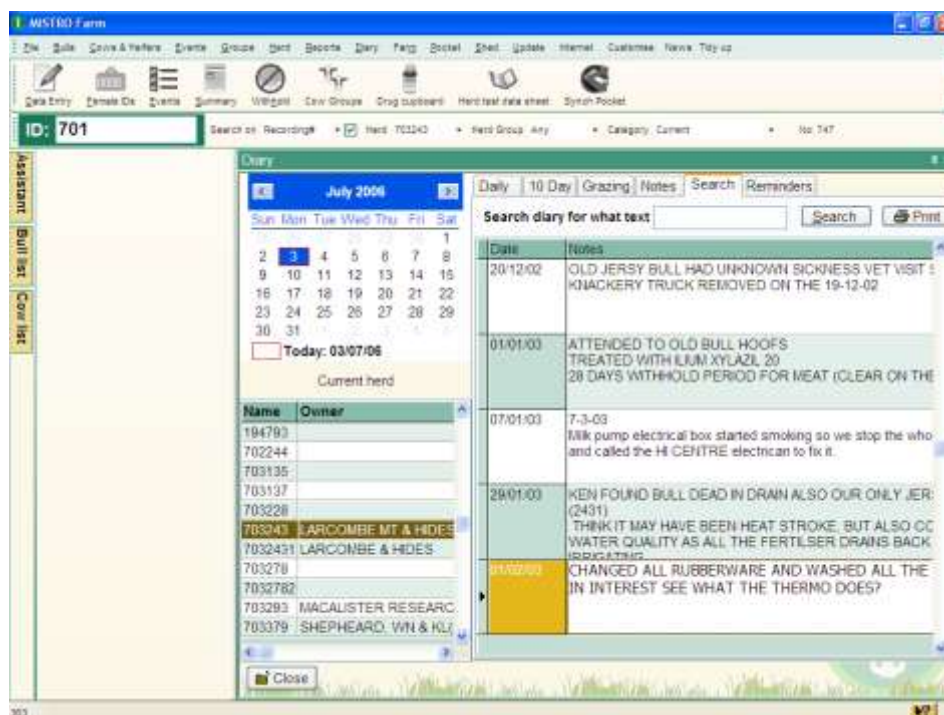 MISTRO Farm
File Bulls Cows & Heifers Events Groups Herd Reports Diary Farm Pocket Shed Update Internet Customise News Tidy up
Data Entry Female IDs Events Summary Withhold Cow Groups Drug cupboard Herd test data sheet Synch Pocket
ID: 701 Search on Recording# Herd 703243 Herd Group Any Category Current No: 747
Assistant
Bull list
Cow list
Diary
July 2006
Sun Mon Tue Wed Thu Fri Sat
1
2 3 4 5 6 7 8
9 10 11 12 13 14 15
16 17 18 19 20 21 22
23 24 25 26 27 28 29
30 31
Today: 03/07/06
Current herd
Name Owner
194793
702244
703135
703137
703228
703243 LARCOMBE MT & HIDES
7032431 LARCOMBE & HIDES
703278
7032782
703293 MACALISTER RESEARC
703379 SHEPHEARD, WN &
Close
Daily 10 Day Grazing Notes Search Reminders
Search diary for what text Search Print
Date Notes
20/12/02 OLD JERSY BULL HAD UNKNOWN SICKNESS VET VISIT
KNACKERY TRUCK REMOVED ON THE 19-12-02
01/01/03 ATTENDED TO OLD BULL HOOFS
TREATED WITH ILIUM XYLAZIL 20
28 DAYS WITHHOLD PERIOD FOR MEAT (CLEAR ON THE
07/01/03 7-3-03
Milk pump electrical box started smoking so we stop the who
and called the HI CENTRE electrican to fix it.
29/01/03 KEN FOUND BULL DEAD IN DRAIN ALSO OUR ONLY JER
(2431)
THINK IT MAY HAVE BEEN HEAT STROKE, BUT ALSO CO
WATER QUALITY AS ALL THE FERTILSER DRAINS BACK
IRRIGATING
01/02/03 CHANGED ALL RUBBERWARE AND WASHED ALL THE
IN INTEREST SEE WHAT THE THERMO DOES?